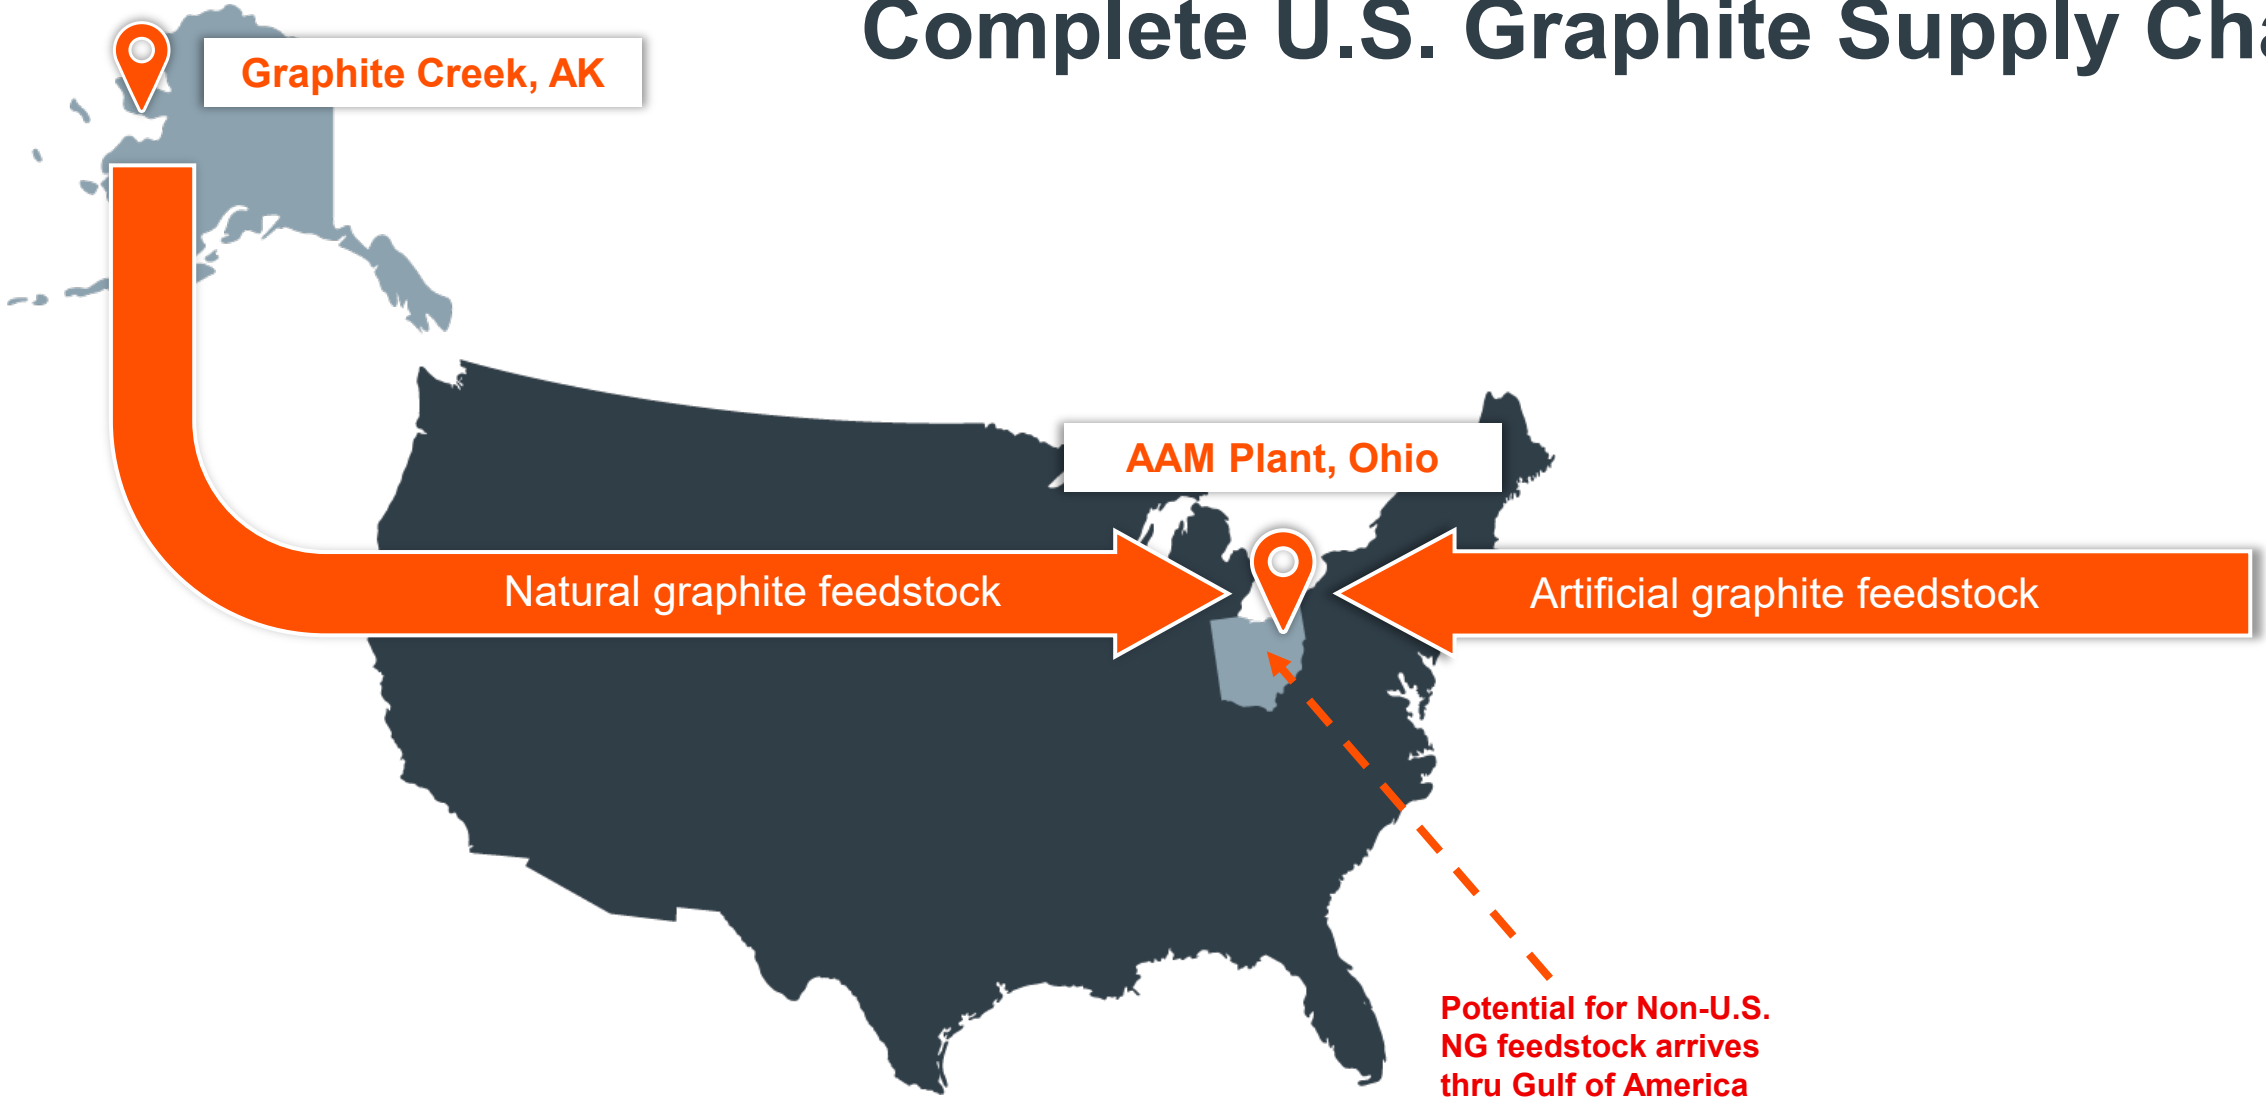 Complete U.S. Graphite Supply Cha
Graphite Creek, AK
AAM Plant, Ohio
Natural graphite feedstock
Artificial graphite feedstock
Potential for Non-U.S.
NG feedstock arrives
thru Gulf of America